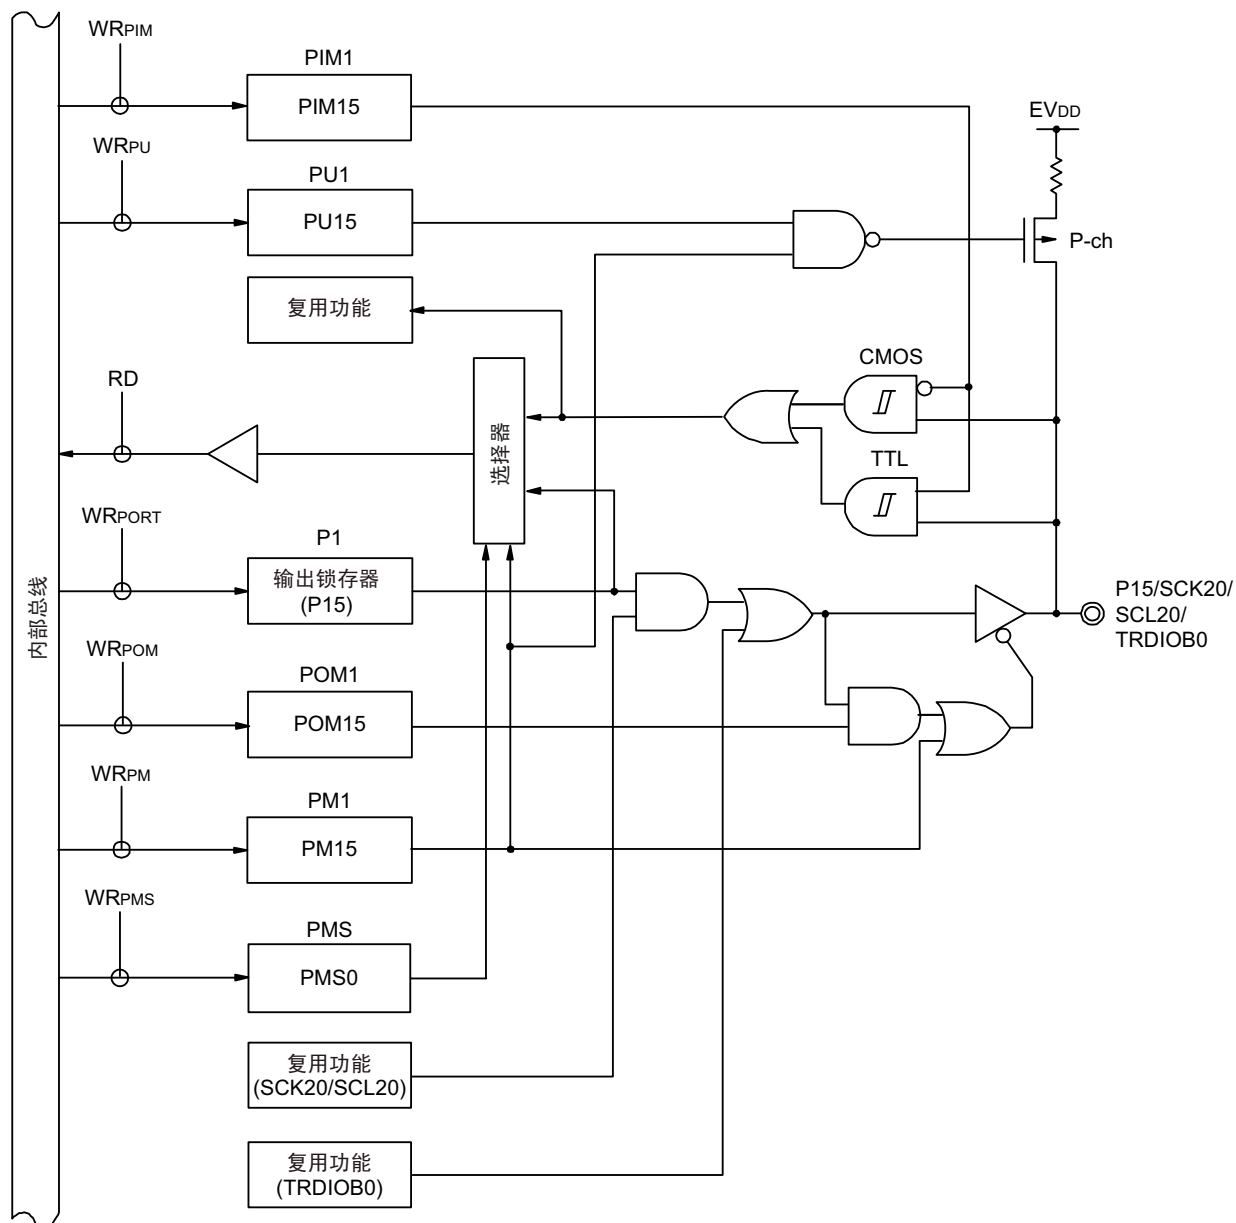 WRPIM
PIM1
PIM15
EVDD
WRPU
PU1
PU15
P-ch
复用功能
CMOS
RD
选择器
TTL
WRPORT
P1
输出锁存器
(P15)
P15/SCK20/
SCL20/
TRDIOB0
内部总线
WRPOM
POM1
POM15
WRPM
PM1
PM15
WRPMS
PMS
PMS0
复用功能
(SCK20/SCL20)
复用功能
(TRDIOB0)